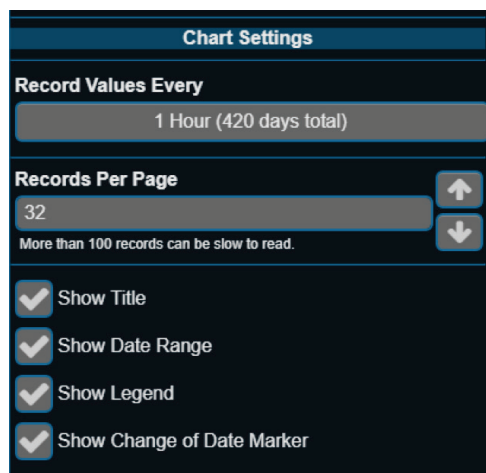 Chart Settings
Record Values Every
1 Hour (420 days total)
Records Per Page
32
More than 100 records can be slow to read.
Show Title
Show Date Range
Show Legend
Show Change of Date Marker